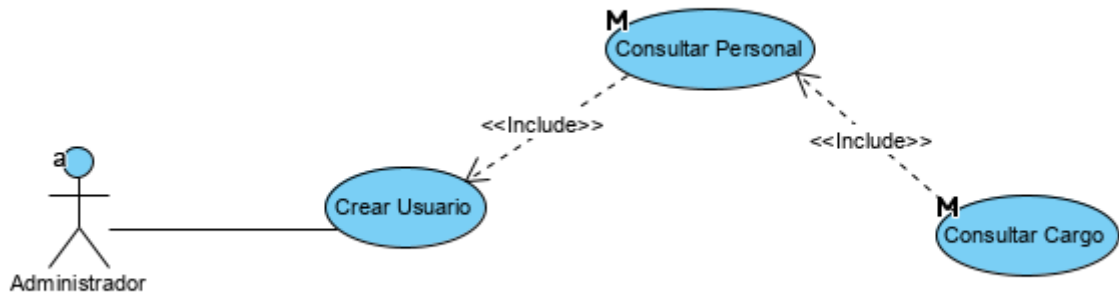 M
Consultar Personal
<<Include>>
<<Include>>
a
Crear Usuario
M
Consultar Cargo
Administrador